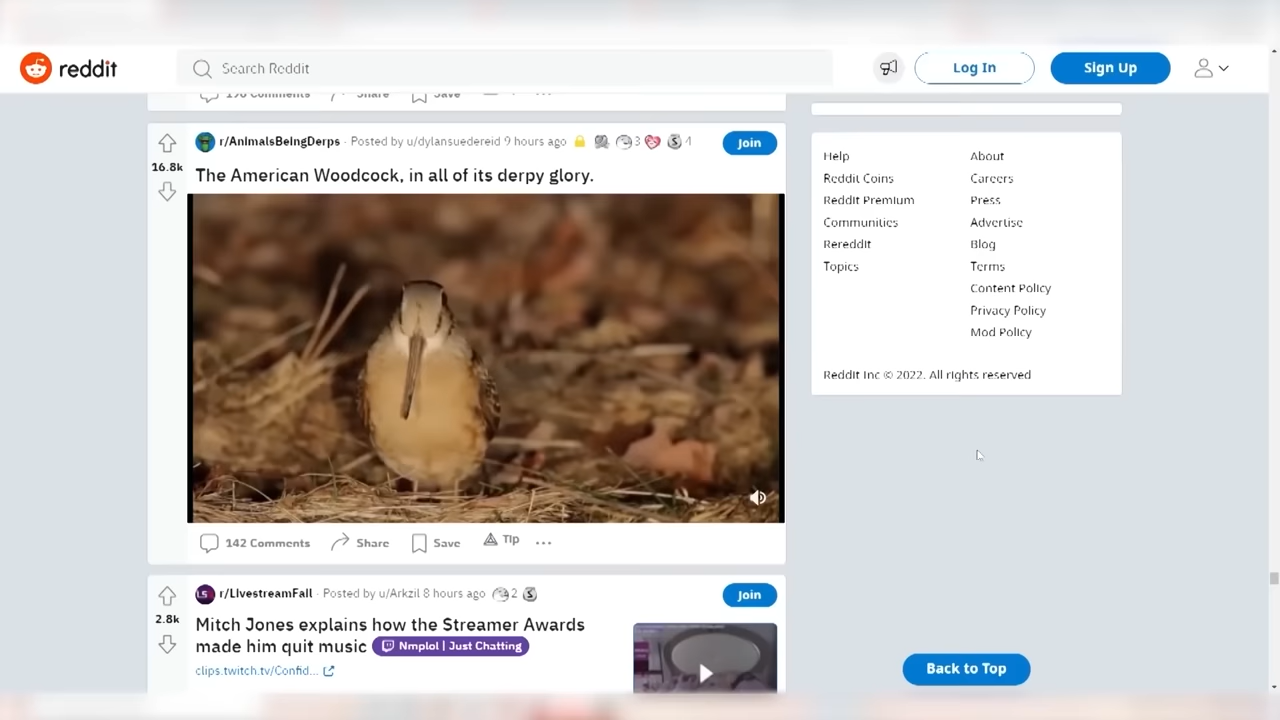 reddit
Search Reddit
Log In
Sign Up
196 Comments
Share
Save
r/AnimalsBeingDerps · Posted by u/dylansuedereid 9 hours ago 3 4
Join
16.8k
The American Woodcock, in all of its derpy glory.
142 Comments
Share
Save
Tip
r/LivestreamFail · Posted by u/Arkzil 8 hours ago 2
Join
2.8k
Mitch Jones explains how the Streamer Awards
made him quit music Nmplol | Just Chatting
clips.twitch.tv/Confid...
Help
About
Reddit Coins
Careers
Reddit Premium
Press
Communities
Advertise
Rereddit
Blog
Topics
Terms
Content Policy
Privacy Policy
Mod Policy
Reddit Inc © 2022. All rights reserved
Back to Top